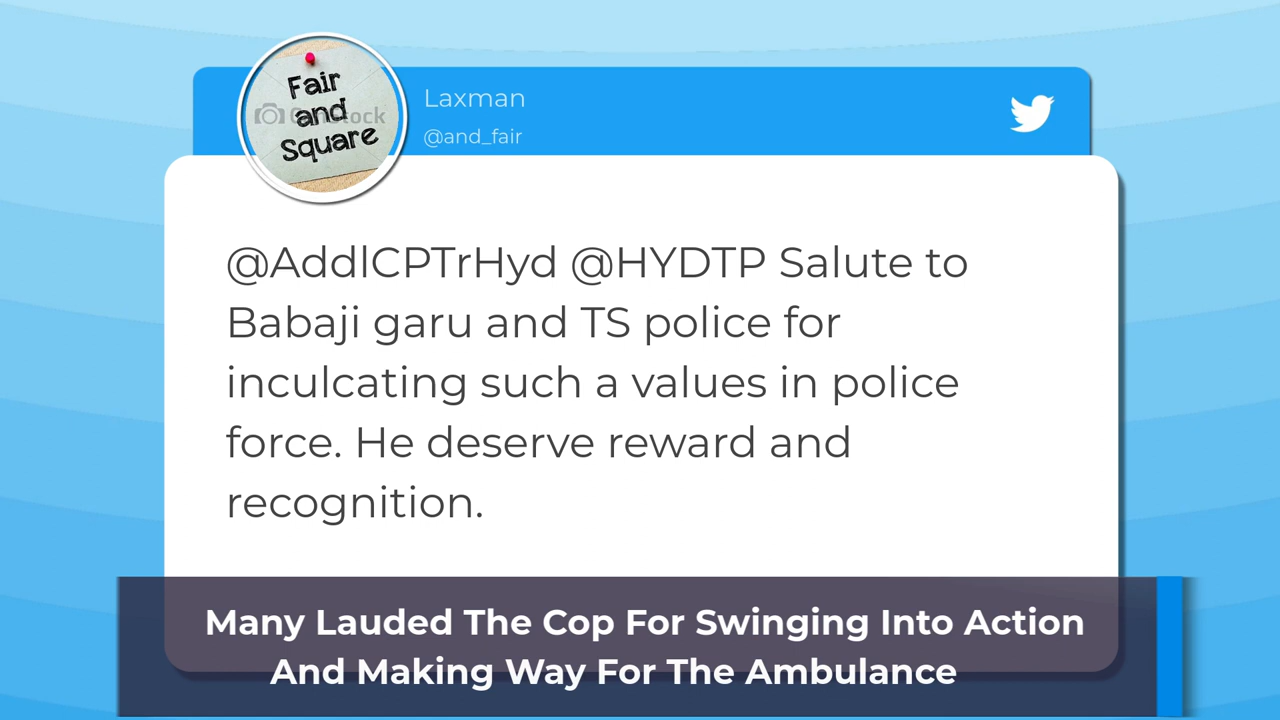 Fair
and
Square
Laxman
@and_fair
@AddlCPTrHyd @HYDTP Salute to
Babaji garu and TS police for
inculcating such a values in police
force. He deserve reward and
recognition.
Many Lauded The Cop For Swinging Into Action
And Making Way For The Ambulance